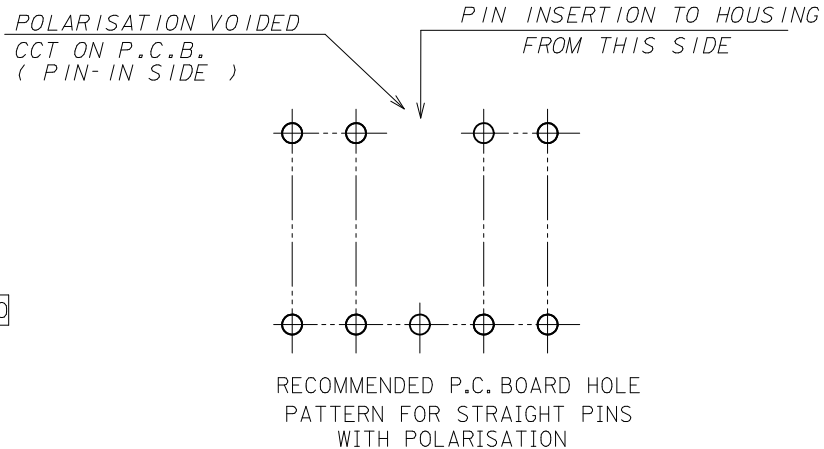 POLARISATION VOIDED
CCT ON P.C.B.
( PIN-IN SIDE )
PIN INSERTION TO HOUSING
FROM THIS SIDE
RECOMMENDED P.C. BOARD HOLE
PATTERN FOR STRAIGHT PINS
WITH POLARISATION